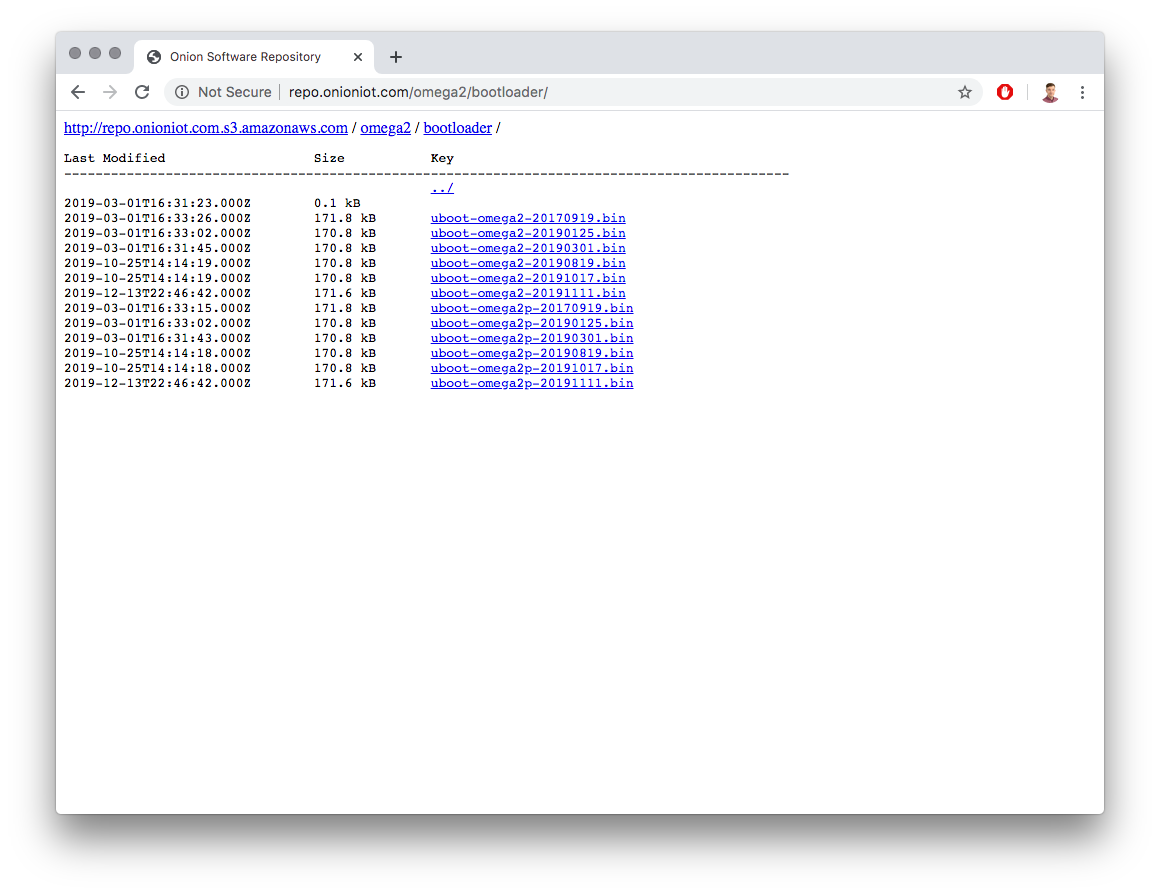 Onion Software Repository
Not Secure repo.onioniot.com/omega2/bootloader/
http://repo.onioniot.com.s3.amazonaws.com / omega2 / bootloader /
Last Modified Size Key
---------------------------------------------------------------------------------------------
../
2019-03-01T16:31:23.000Z 0.1 kB
2019-03-01T16:33:26.000Z 171.8 kB uboot-omega2-20170919.bin
2019-03-01T16:33:02.000Z 170.8 kB uboot-omega2-20190125.bin
2019-03-01T16:31:45.000Z 170.8 kB uboot-omega2-20190301.bin
2019-10-25T14:14:19.000Z 170.8 kB uboot-omega2-20190819.bin
2019-10-25T14:14:19.000Z 170.8 kB uboot-omega2-20191017.bin
2019-12-13T22:46:42.000Z 171.6 kB uboot-omega2-20191111.bin
2019-03-01T16:33:15.000Z 171.8 kB uboot-omega2p-20170919.bin
2019-03-01T16:33:02.000Z 170.8 kB uboot-omega2p-20190125.bin
2019-03-01T16:31:43.000Z 170.8 kB uboot-omega2p-20190301.bin
2019-10-25T14:14:18.000Z 170.8 kB uboot-omega2p-20190819.bin
2019-10-25T14:14:18.000Z 170.8 kB uboot-omega2p-20191017.bin
2019-12-13T22:46:42.000Z 171.6 kB uboot-omega2p-20191111.bin